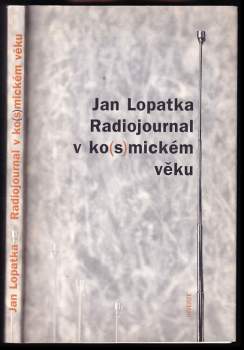 Jan Lopatka
Radiojournal
v ko(s)mickém
věku
Jan Lopatka
Radiojournal v ko(s)mickém věku